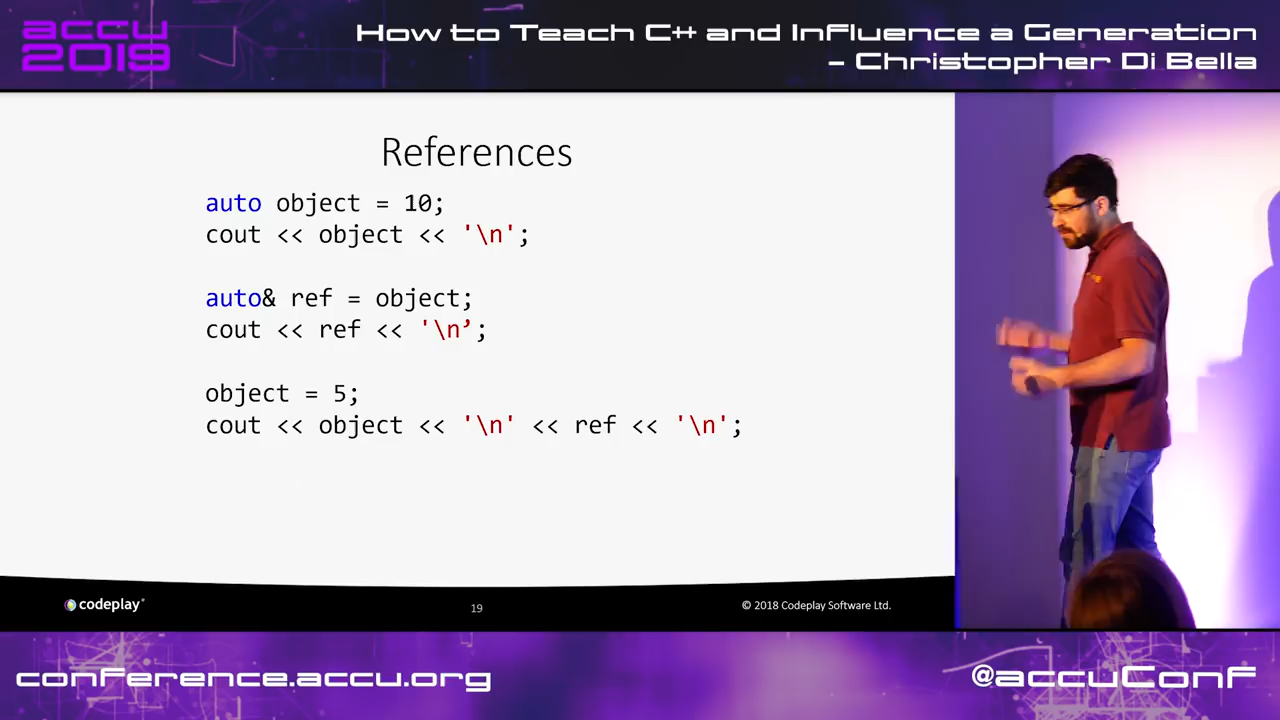 accu
2019
How to Teach C++ and Influence a Generation
– Christopher Di Bella
References
auto object = 10;
cout << object << '\n';
auto& ref = object;
cout << ref << '\n’;
object = 5;
cout << object << '\n' << ref << '\n';
codeplay®
19
© 2018 Codeplay Software Ltd.
conference.accu.org
@accuConf